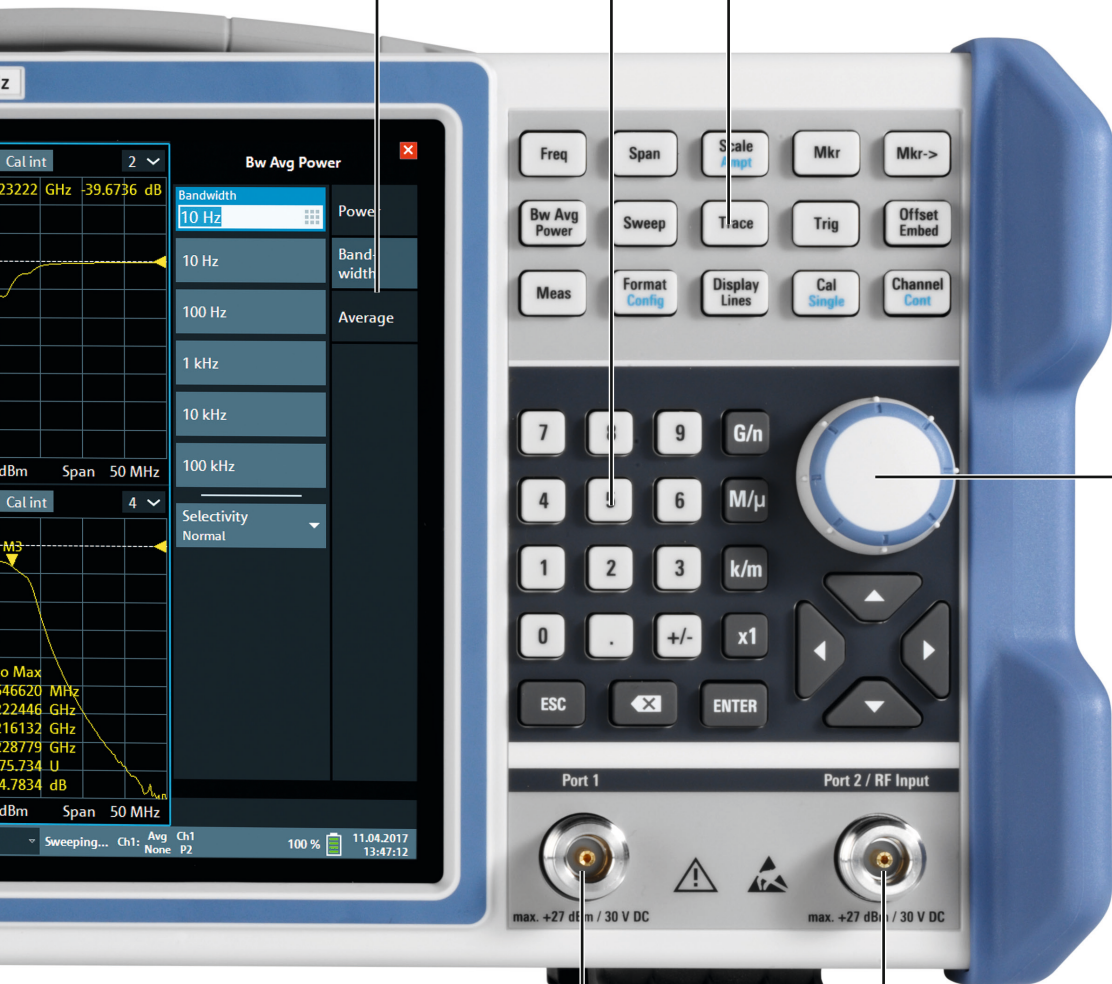 z
Cal int 2
23222 GHz -39.6736 dB
dBm Span 50 MHz
Cal int 4
M3
o Max
546620 MHz
222446 GHz
216132 GHz
228779 GHz
75.734 U
4.7834 dB
dBm Span 50 MHz
Sweeping... Ch1: Avg None Ch1 P2 100 % 11.04.2017 13:47:12
Bw Avg Power
Bandwidth
10 Hz
10 Hz
100 Hz
1 kHz
10 kHz
100 kHz
Selectivity
Normal
Power
Band-
width
Average
Freq Span Scale Mkr Mkr->
Ampt
Bw Avg Sweep Trace Trig Offset
Power Embed
Meas Format Display Cal Channel
Config Lines Single Cont
7 8 9 G/n
4 5 6 M/µ
1 2 3 k/m
0 . +/- x1
ESC ENTER
Port 1 Port 2 / RF Input
max. +27 dBm / 30 V DC max. +27 dBm / 30 V DC